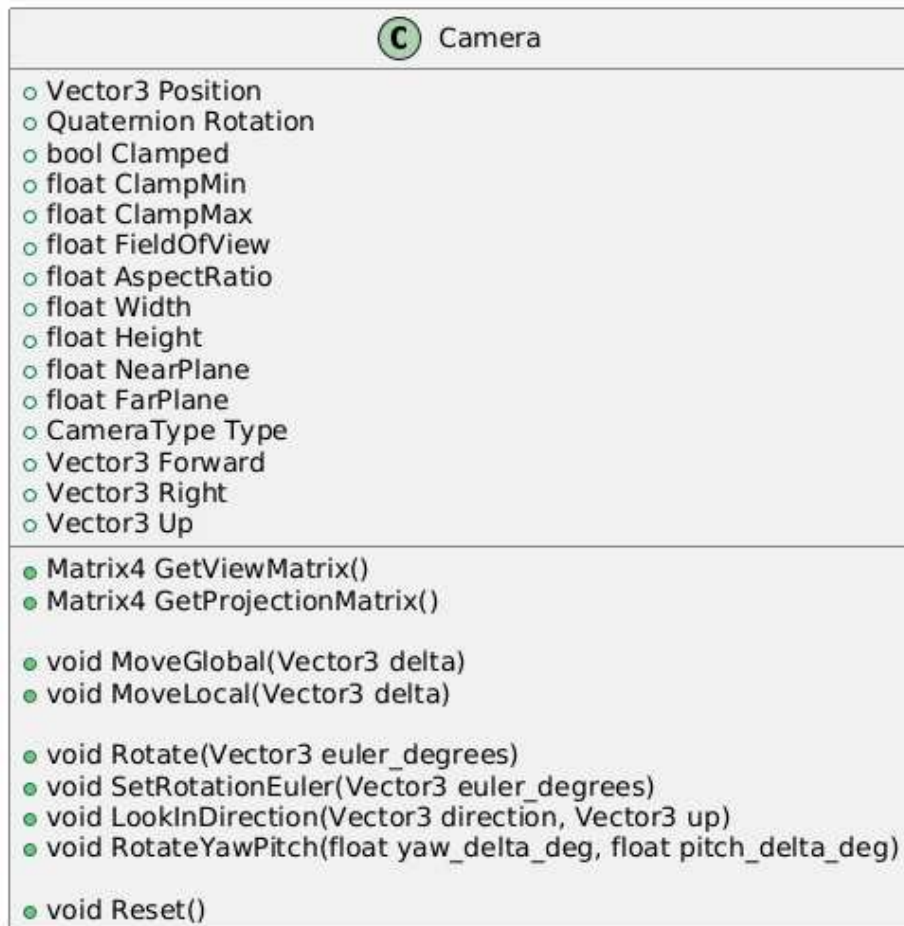 C Camera
Vector3 Position
Quaternion Rotation
bool Clamped
float ClampMin
float ClampMax
float FieldOfView
float AspectRatio
float Width
float Height
float NearPlane
float FarPlane
CameraType Type
Vector3 Forward
Vector3 Right
Vector3 Up
Matrix4 GetViewMatrix()
Matrix4 GetProjectionMatrix()
void MoveGlobal(Vector3 delta)
void MoveLocal(Vector3 delta)
void Rotate(Vector3 euler_degrees)
void SetRotationEuler(Vector3 euler_degrees)
void LookInDirection(Vector3 direction, Vector3 up)
void RotateYawPitch(float yaw_delta_deg, float pitch_delta_deg)
void Reset()